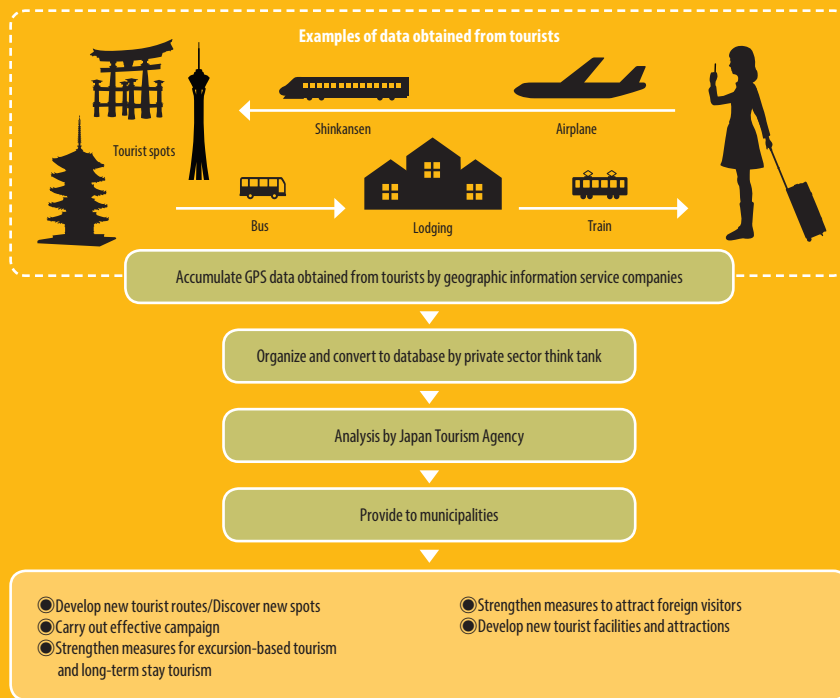 Examples of data obtained from tourists
Shinkansen
Airplane
Tourist spots
Bus
Lodging
Train
Accumulate GPS data obtained from tourists by geographic information service companies
Organize and convert to database by private sector think tank
Analysis by Japan Tourism Agency
Provide to municipalities
◉Develop new tourist routes/Discover new spots
◉Carry out effective campaign
◉Strengthen measures for excursion-based tourism
and long-term stay tourism
◉Strengthen measures to attract foreign visitors
◉Develop new tourist facilities and attractions